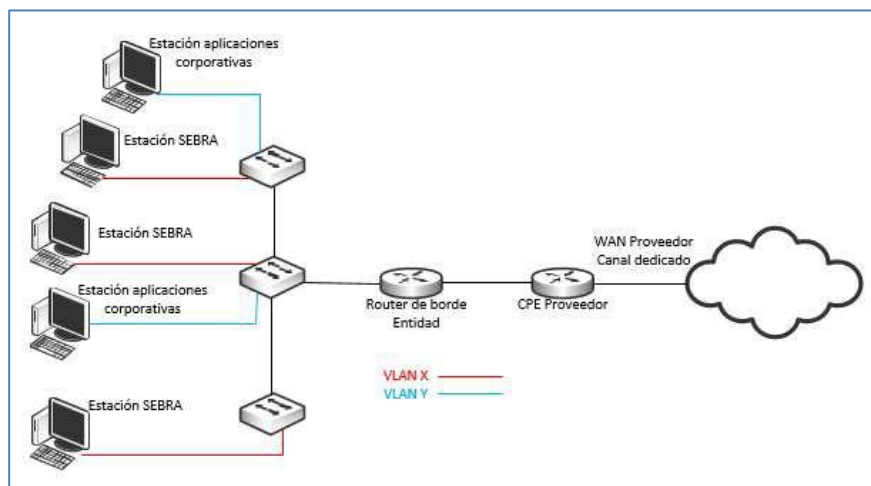 Estación aplicaciones
corporativas
Estación SEBRA
Estación SEBRA
Estación aplicaciones
corporativas
Estación SEBRA
Router de borde
Entidad
CPE Proveedor
WAN Proveedor
Canal dedicado
VLAN X
VLAN Y